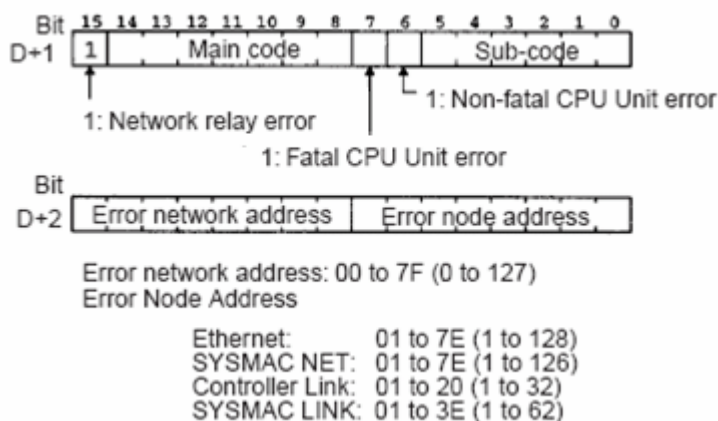 Bit 15 14 13 12 11 10 9 8 7 6 5 4 3 2 1 0
D+1 1 Main code Sub-code
1: Non-fatal CPU Unit error
1: Network relay error
1: Fatal CPU Unit error
Bit
D+2 Error network address Error node address
Error network address: 00 to 7F (0 to 127)
Error Node Address
Ethernet: 01 to 7E (1 to 128)
SYSMAC NET: 01 to 7E (1 to 126)
Controller Link: 01 to 20 (1 to 32)
SYSMAC LINK: 01 to 3E (1 to 62)